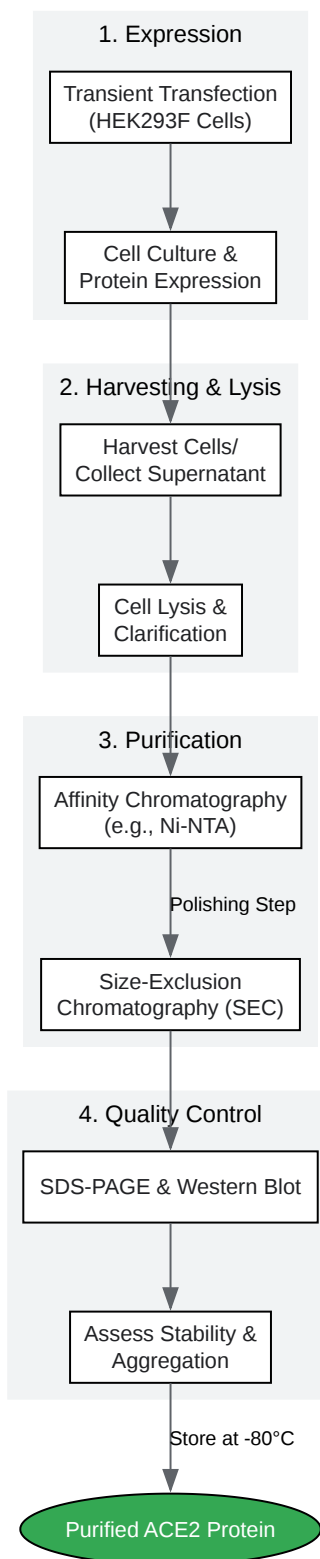 1. Expression
Transient Transfection
(HEK293F Cells)
Cell Culture &
Protein Expression
2. Harvesting & Lysis
Harvest Cells/
Collect Supernatant
Cell Lysis &
Clarification
3. Purification
Affinity Chromatography
(e.g., Ni-NTA)
Polishing Step
Size-Exclusion
Chromatography (SEC)
4. Quality Control
SDS-PAGE & Western Blot
Assess Stability &
Aggregation
Store at -80°C
Purified ACE2 Protein